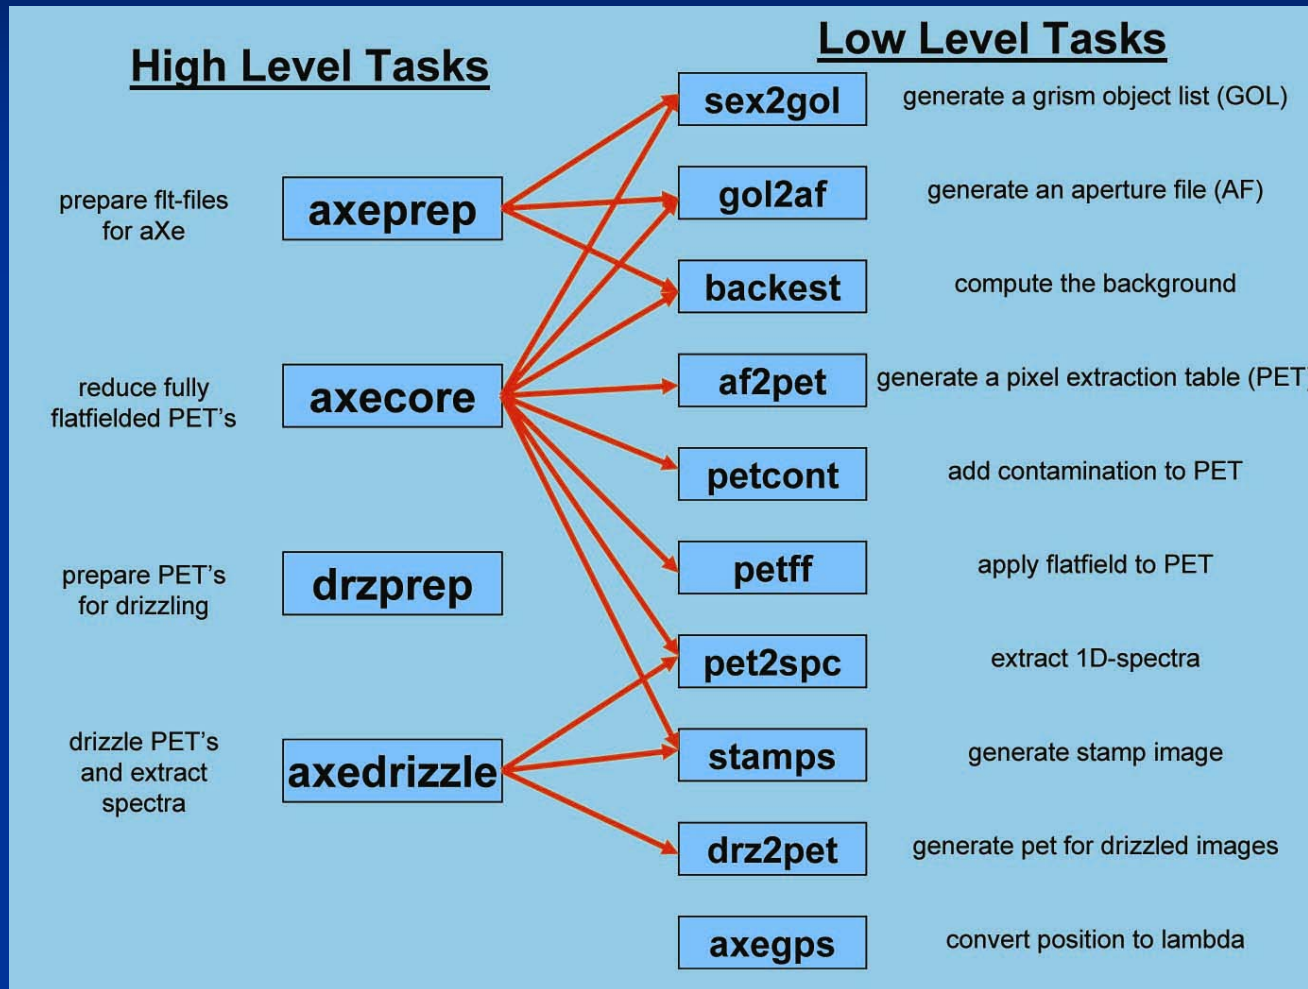 High Level Tasks
prepare flt-files
for aXe
axeprep
reduce fully
flatfielded PET's
axecore
prepare PET's
for drizzling
drzprep
drizzle PET's
and extract
spectra
axedrizzle
Low Level Tasks
sex2gol
generate a grism object list (GOL)
gol2af
generate an aperture file (AF)
backest
compute the background
af2pet
generate a pixel extraction table (PET)
petcont
add contamination to PET
petff
apply flatfield to PET
pet2spc
extract 1D-spectra
stamps
generate stamp image
drz2pet
generate pet for drizzled images
axegps
convert position to lambda